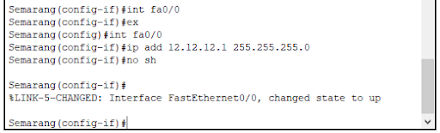 Semarang(config-if)#int fa0/0
Semarang(config-if)#ex
Semarang(config)#int fa0/0
Semarang(config-if)#ip add 12.12.12.1 255.255.255.0
Semarang(config-if)#no sh
Semarang(config-if)#
%LINK-5-CHANGED: Interface FastEthernet0/0, changed state to up
Semarang(config-if)#